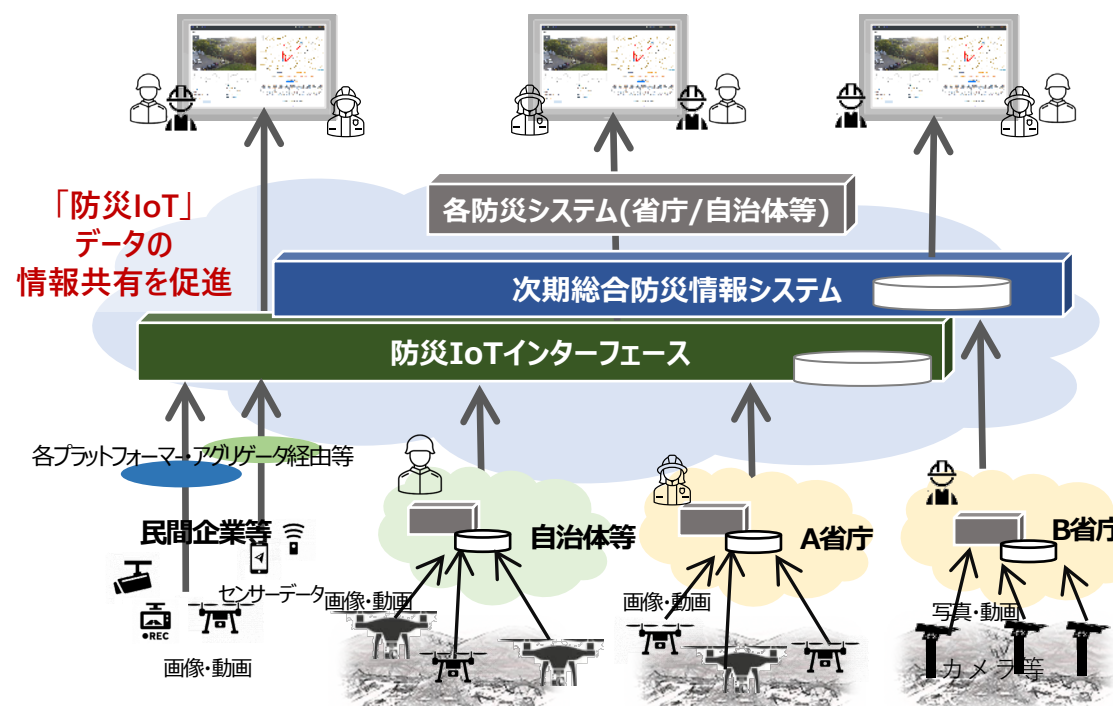 「防災IoT」
データの
情報共有を促進
各防災システム(省庁/自治体等)
次期総合防災情報システム
防災IoTインターフェース
各プラットフォーマー・アグリゲータ経由等
民間企業等
自治体等
A省庁
B省庁
センサーデータ
画像・動画
画像・動画
写真・動画
●REC
画像・動画
カメラ等